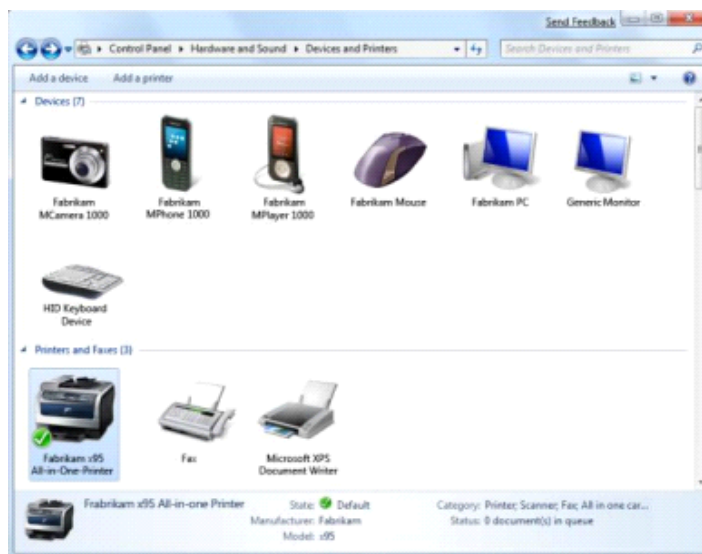 Send Feedback
Control Panel ▸ Hardware and Sound ▸ Devices and Printers
Search Devices and Printers
Add a device Add a printer
Devices (7)
Fabrikam MCamera 1000
Fabrikam MPhone 1000
Fabrikam MPlayer 1000
Fabrikam Mouse
Fabrikam PC
Generic Monitor
HID Keyboard Device
Printers and Faxes (3)
Fabrikam x95 All-in-One-Printer
Fax
Microsoft XPS Document Writer
Frabrikam x95 All-in-one Printer
State: Default
Manufacturer: Fabrikam
Model: x95
Category: Printer; Scanner; Fax; All in one car...
Status: 0 document(s) in queue